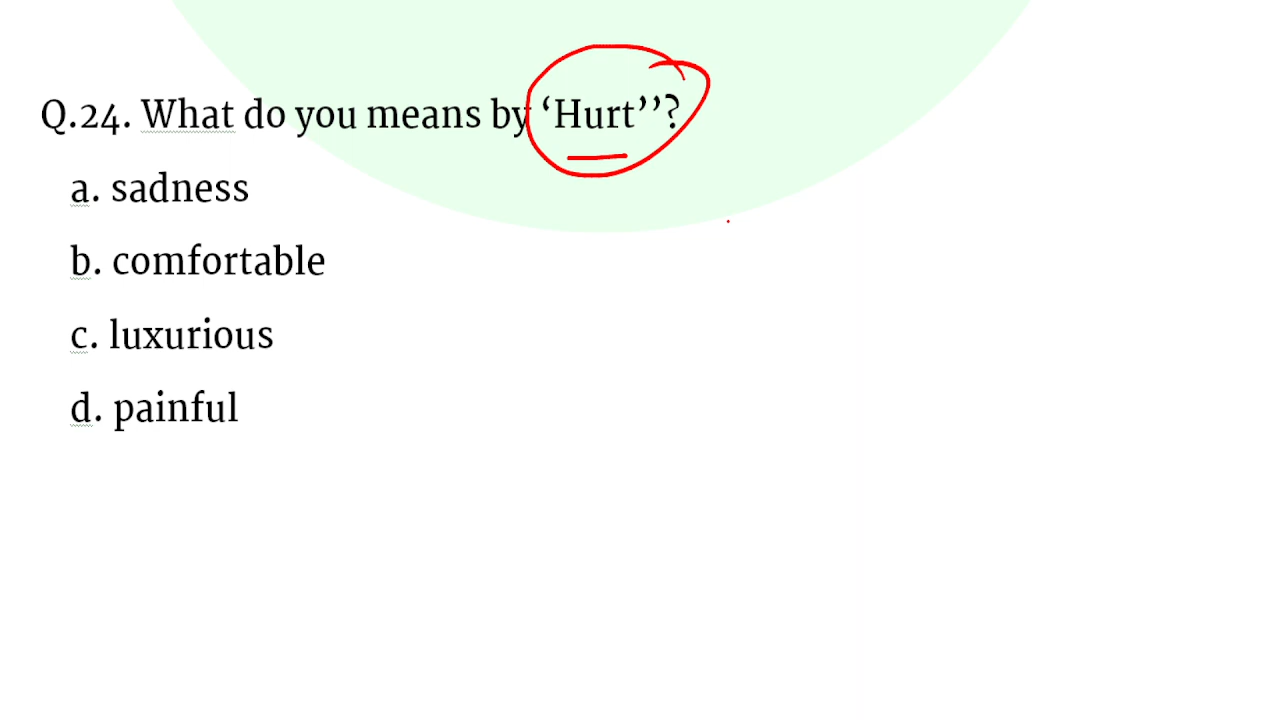 Q.24. What do you means by ‘Hurt’’?
a. sadness
b. comfortable
c. luxurious
d. painful